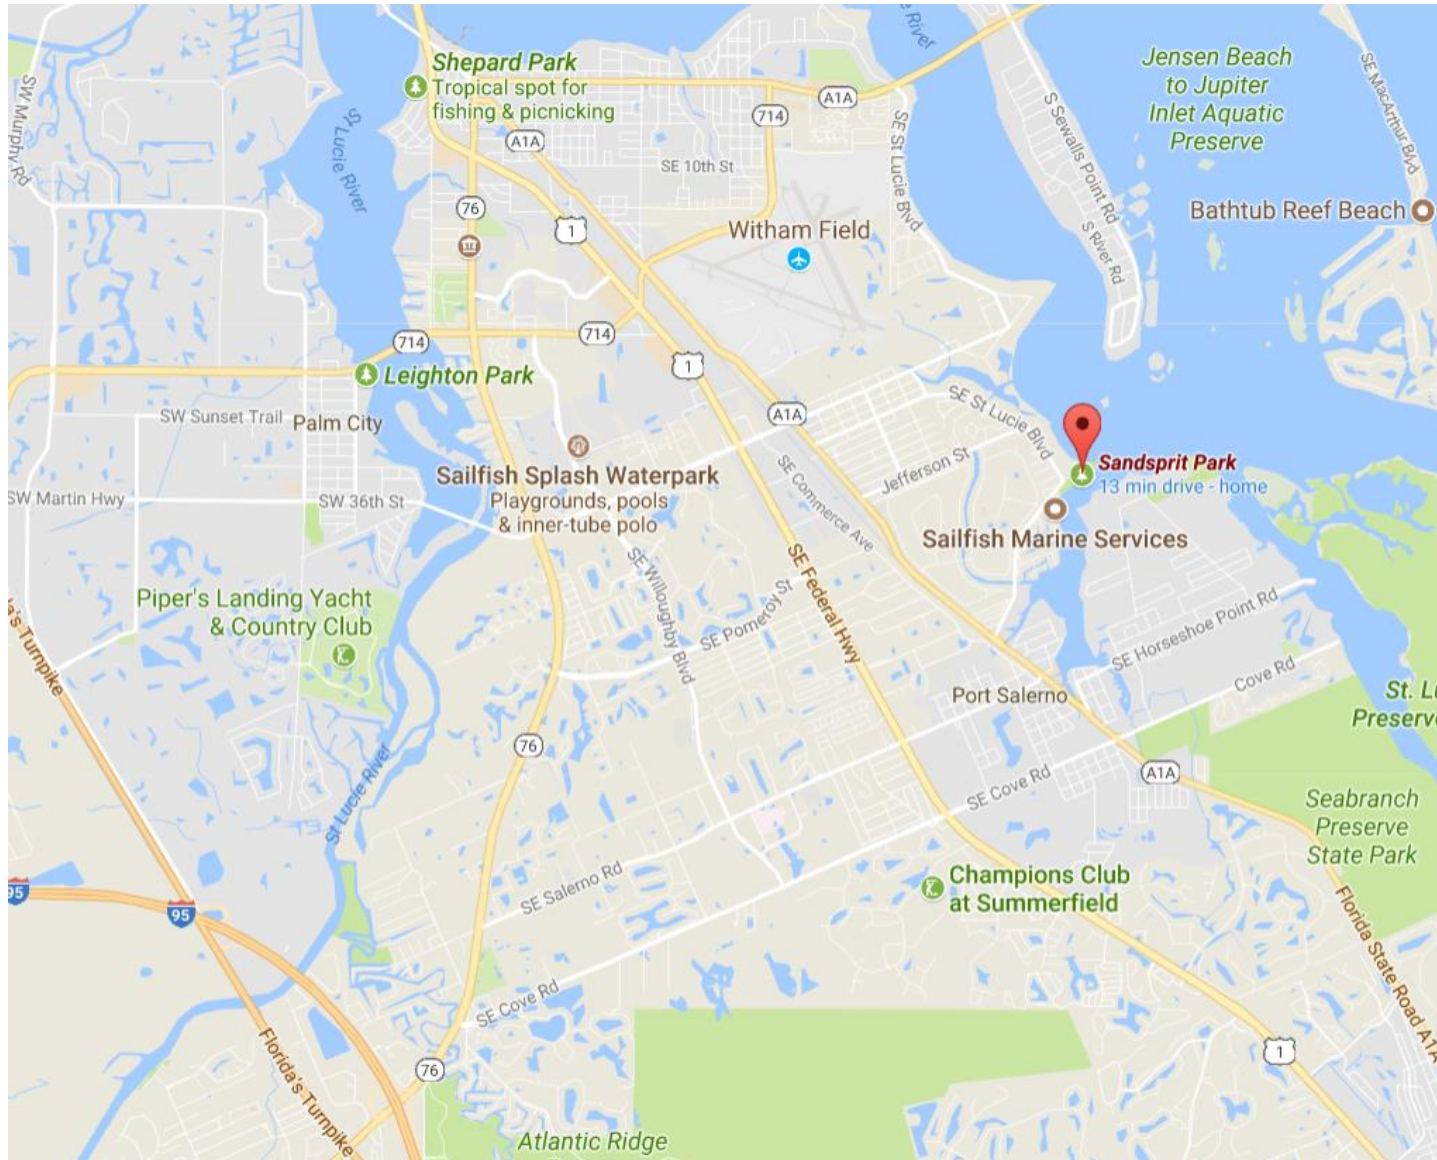 e River
Shepard Park
Tropical spot for
fishing & picnicking
Jensen Beach
to Jupiter
Inlet Aquatic
Preserve
SE MacArthur Blvd
SW Murphy Rd
St Lucie River
A1A
714
A1A
SE 10th St
SE St Lucie Blvd
S Sewalls Point Rd
S River Rd
Bathtub Reef Beach
76
1
Witham Field
714
714
1
Leighton Park
SW Sunset Trail
Palm City
A1A
SE St Lucie Blvd
Sailfish Splash Waterpark
Playgrounds, pools
& inner-tube polo
SE Commerce Ave
Jefferson St
Sandsprit Park
13 min drive - home
SW Martin Hwy
SW 36th St
Sailfish Marine Services
Piper's Landing Yacht
& Country Club
SE Willoughby Blvd
SE Pomeroy St
SE Federal Hwy
SE Horseshoe Point Rd
Cove Rd
da's Turnpike
Port Salerno
St. Lu
Preserve
76
St Lucie River
SE Cove Rd
A1A
Seabranch
Preserve
State Park
SE Salerno Rd
Champions Club
at Summerfield
95
95
Florida State Road A1A
SE Cove Rd
Florida's Turnpike
76
1
Atlantic Ridge